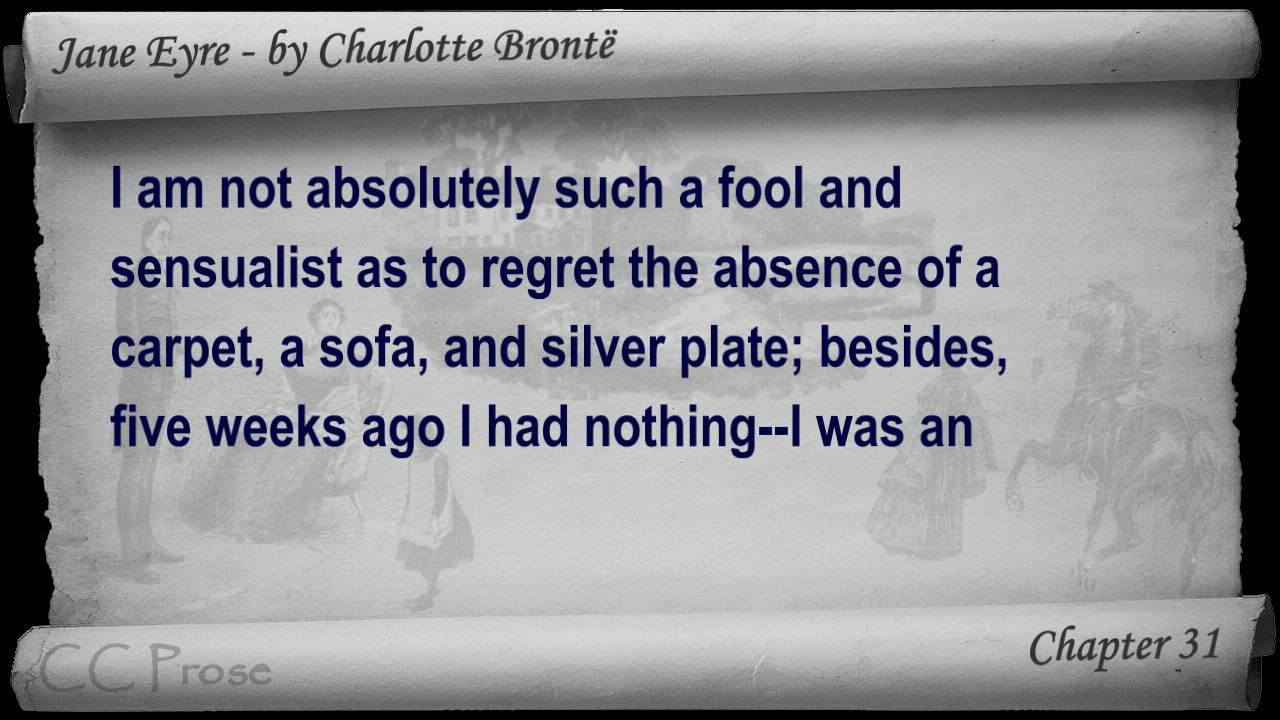 Jane Eyre - by Charlotte Brontë
I am not absolutely such a fool and
sensualist as to regret the absence of a
carpet, a sofa, and silver plate; besides,
five weeks ago I had nothing--I was an
Chapter 31
CC Prose